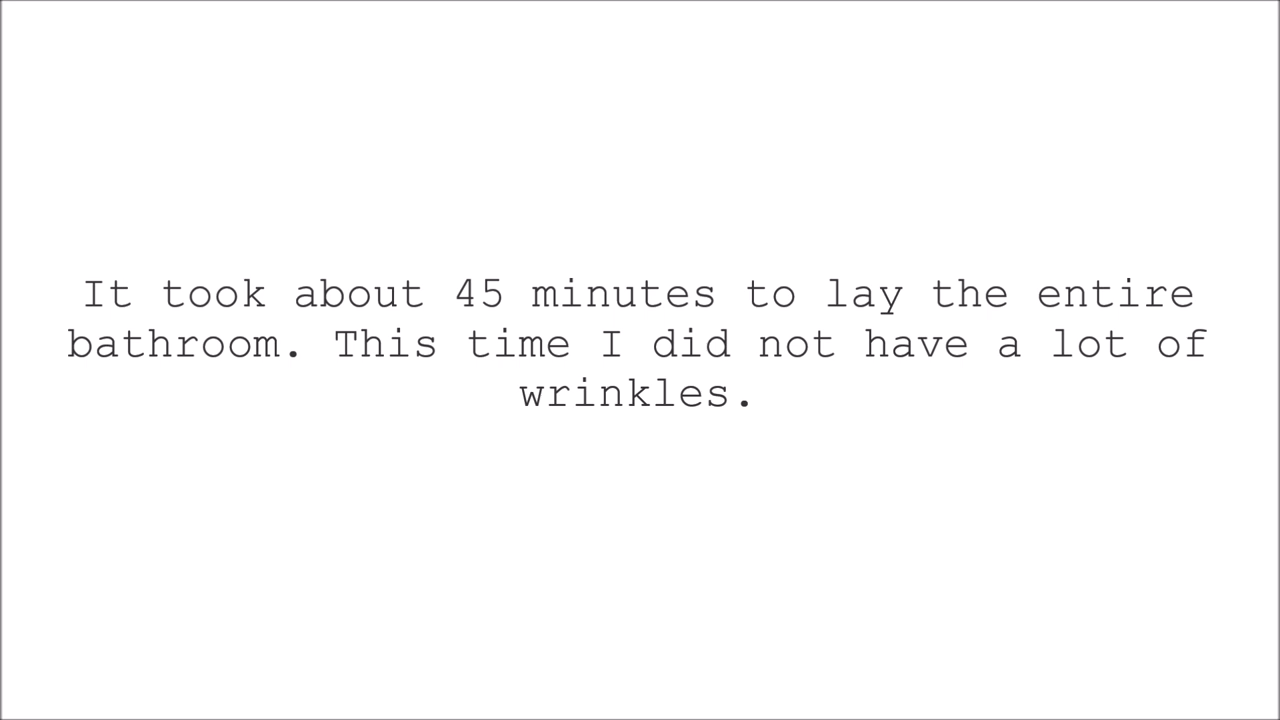 It took about 45 minutes to lay the entire
bathroom. This time I did not have a lot of
wrinkles.